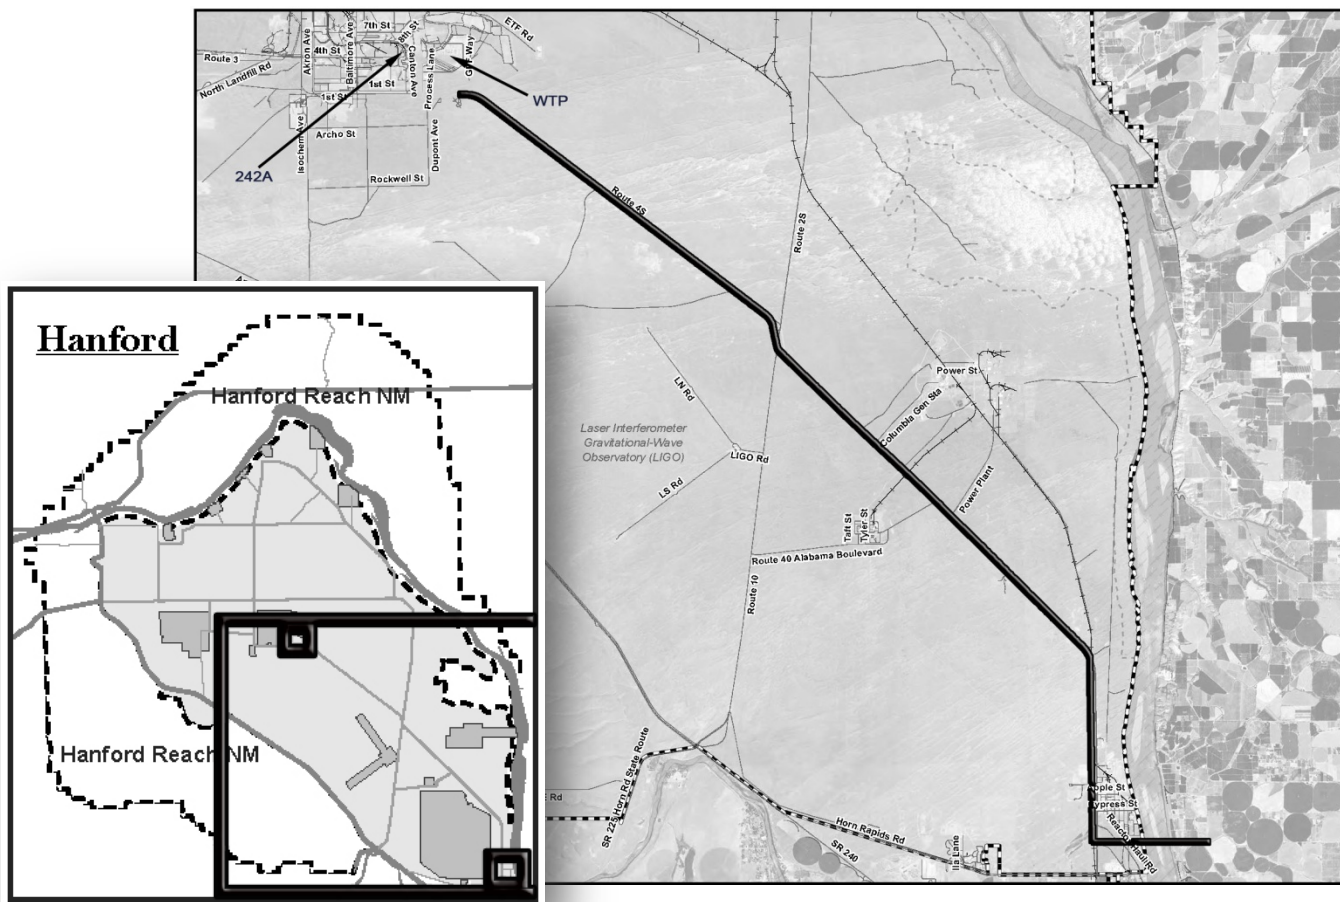 7th St
8th St
ETF Rd
Akron Ave
Baltimore Ave
4th St
Canton Ave
Process Lane
Route 3
North Landfill Rd
1st St
1st St
WTP
Isochem Ave
Archo St
Dupont Ave
242A
Rockwell St
Route 4S
Route 2S
Hanford
Hanford Reach NM
Hanford Reach NM
Power St
LN Rd
Columbia Gen Sta
Laser Interferometer
Gravitational-Wave
Observatory (LIGO)
LIGO Rd
LS Rd
Power Plant
Taft St
Tyler St
Route 40 Alabama Boulevard
Route 10
SR 225 Horn Rd State Route
E Rd
Horn Rapids Rd
SR 240
Ila Lane